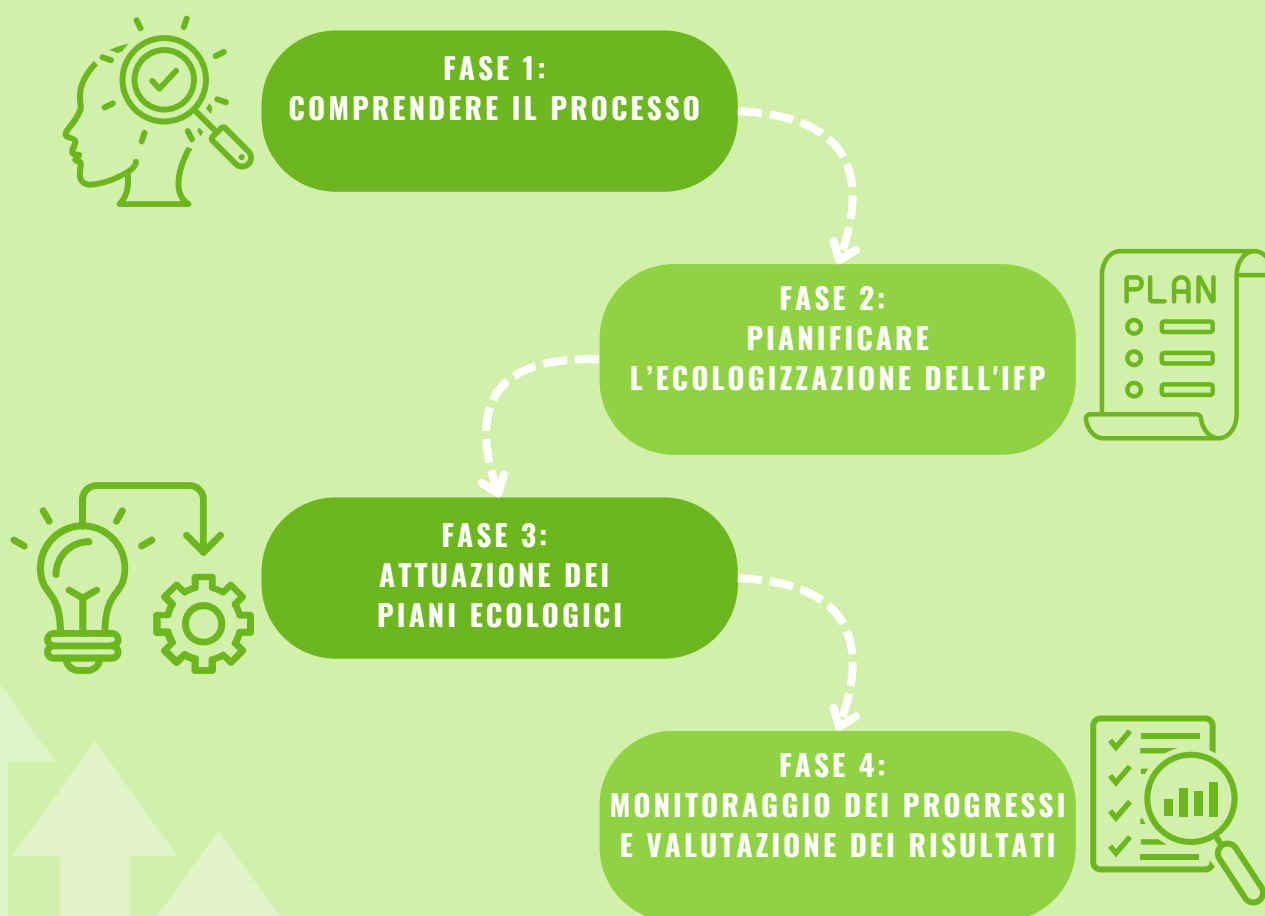 FASE 1:
COMPRENDERE IL PROCESSO
FASE 2:
PIANIFICARE
L’ECOLOGIZZAZIONE DELL'IFP
PLAN
FASE 3:
ATTUAZIONE DEI
PIANI ECOLOGICI
FASE 4:
MONITORAGGIO DEI PROGRESSI
E VALUTAZIONE DEI RISULTATI